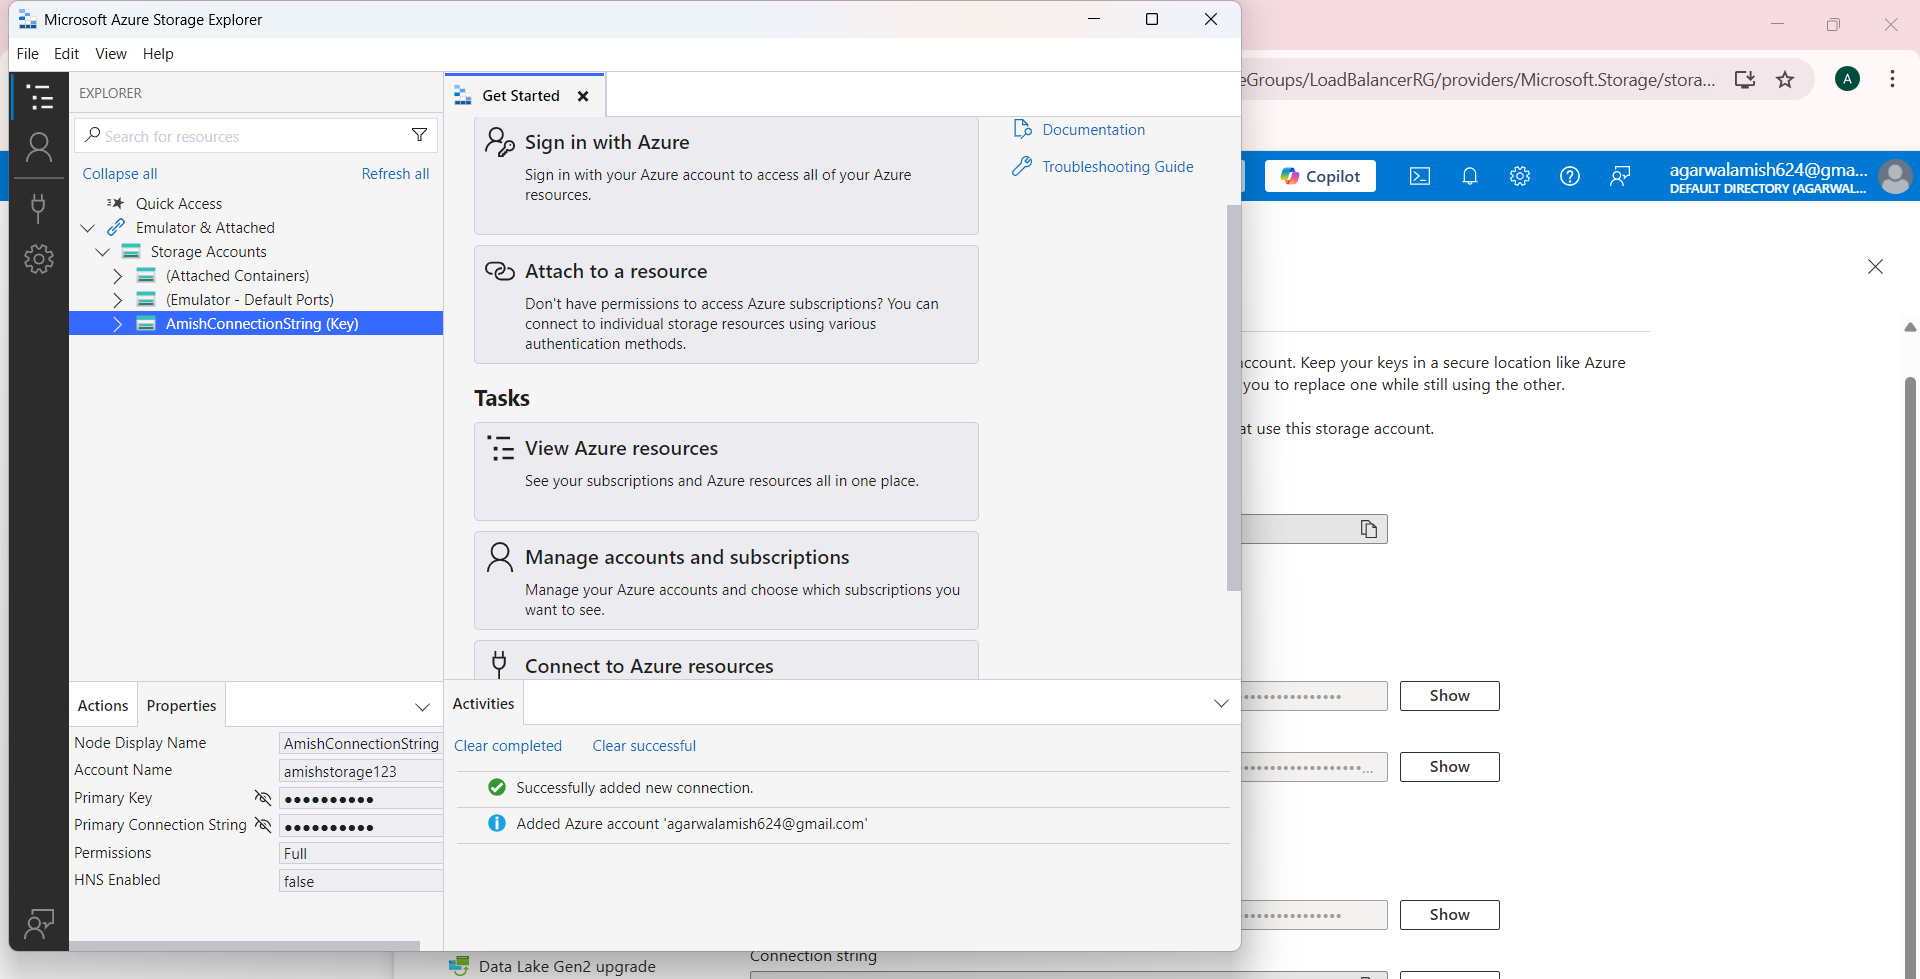 Microsoft Azure Storage Explorer
File Edit View Help
EXPLORER
Search for resources
Collapse all Refresh all
Quick Access
Emulator & Attached
Storage Accounts
(Attached Containers)
(Emulator - Default Ports)
AmishConnectionString (Key)
Actions Properties
Node Display Name AmishConnectionString
Account Name amishstorage123
Primary Key ●●●●●●●●●●
Primary Connection String ●●●●●●●●●●
Permissions Full
HNS Enabled false
Get Started
Sign in with Azure
Sign in with your Azure account to access all of your Azure
resources.
Attach to a resource
Don't have permissions to access Azure subscriptions? You can
connect to individual storage resources using various
authentication methods.
Tasks
View Azure resources
See your subscriptions and Azure resources all in one place.
Manage accounts and subscriptions
Manage your Azure accounts and choose which subscriptions you
want to see.
Connect to Azure resources
Documentation
Troubleshooting Guide
Activities
Clear completed Clear successful
Successfully added new connection.
Added Azure account 'agarwalamish624@gmail.com'
eGroups/LoadBalancerRG/providers/Microsoft.Storage/stora...
A
Copilot
agarwalamish624@gma...
DEFAULT DIRECTORY (AGARWAL...
account. Keep your keys in a secure location like Azure
you to replace one while still using the other.
at use this storage account.
Show
Show
Show
Data Lake Gen2 upgrade
Connection string